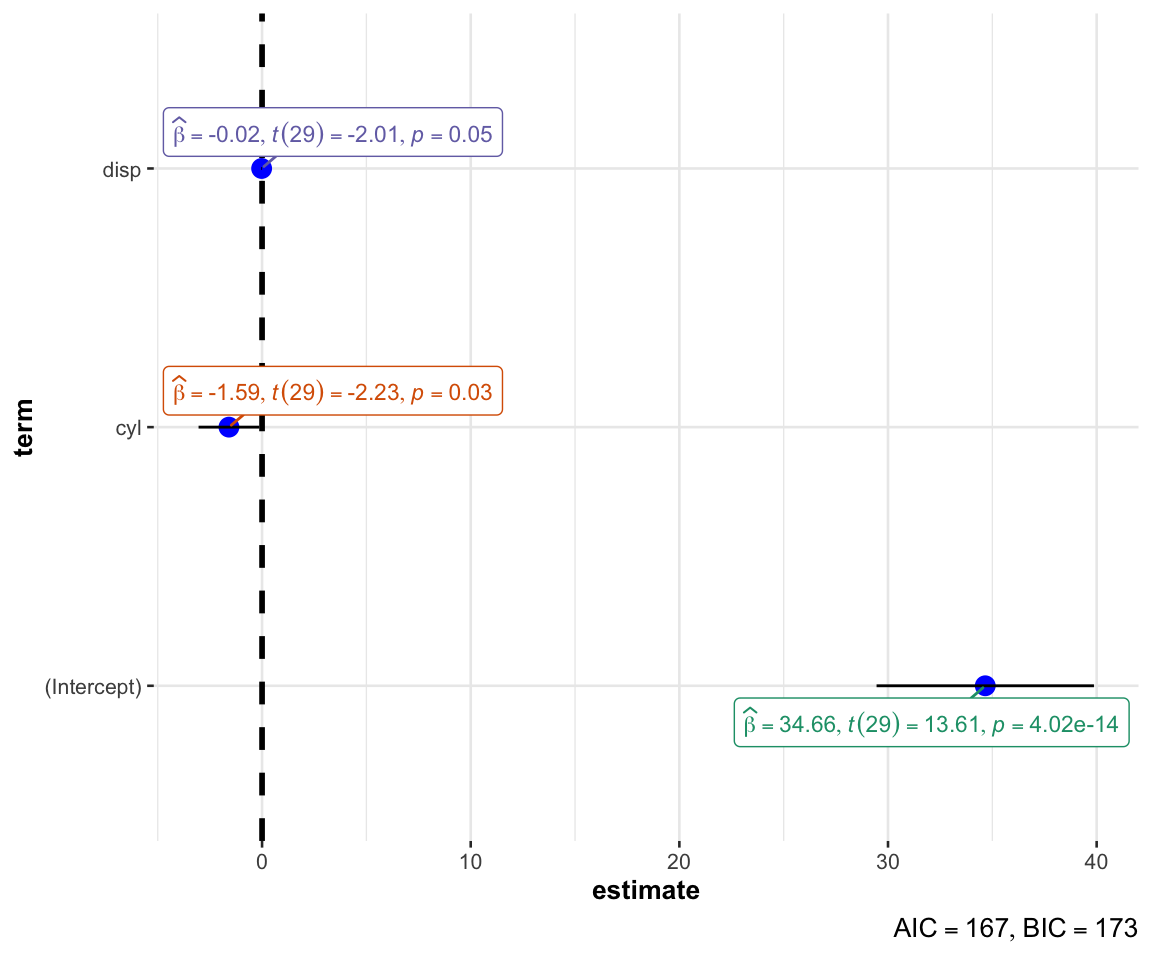 β̂ = -0.02, t(29) = -2.01, p = 0.05
disp
β̂ = -1.59, t(29) = -2.23, p = 0.03
cyl
term
(Intercept)
β̂ = 34.66, t(29) = 13.61, p = 4.02e-14
0 10 20 30 40
estimate
AIC = 167, BIC = 173